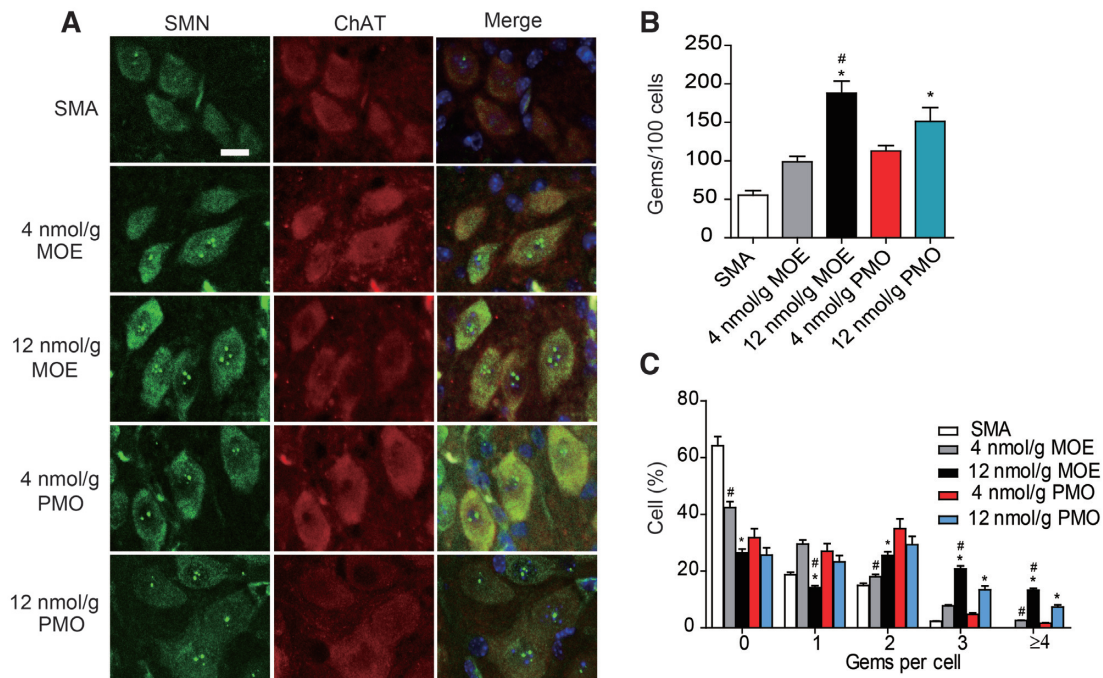 A
SMN ChAT Merge
SMA
4 nmol/g
MOE
12 nmol/g
MOE
4 nmol/g
PMO
12 nmol/g
PMO
B
Gems/100 cells
250
200
150
100
50
0
#
*
*
SMA
4 nmol/g MOE
12 nmol/g MOE
4 nmol/g PMO
12 nmol/g PMO
C
Cell (%)
80
60
40
20
0
SMA
4 nmol/g MOE
12 nmol/g MOE
4 nmol/g PMO
12 nmol/g PMO
#
*
#
*
#
*
#
*
*
#
#
*
*
0 1 2 3 ≥4
Gems per cell